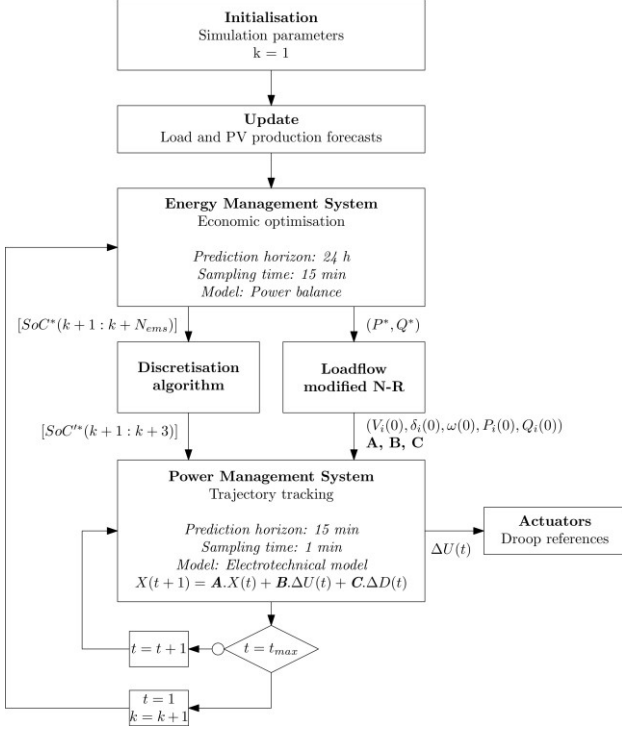 Initialisation
Simulation parameters
k = 1
Update
Load and PV production forecasts
Energy Management System
Economic optimisation
Prediction horizon: 24 h
Sampling time: 15 min
Model: Power balance
[SoC*(k + 1 : k + N_ems)]
(P*, Q*)
Discretisation
algorithm
Loadflow
modified N-R
[SoC'*(k + 1 : k + 3)]
(V_i(0), δ_i(0), ω(0), P_i(0), Q_i(0))
A, B, C
Power Management System
Trajectory tracking
Prediction horizon: 15 min
Sampling time: 1 min
Model: Electrotechnical model
X(t + 1) = A.X(t) + B.ΔU(t) + C.ΔD(t)
ΔU(t)
Actuators
Droop references
t = t + 1
t = t_max
t = 1
k = k + 1